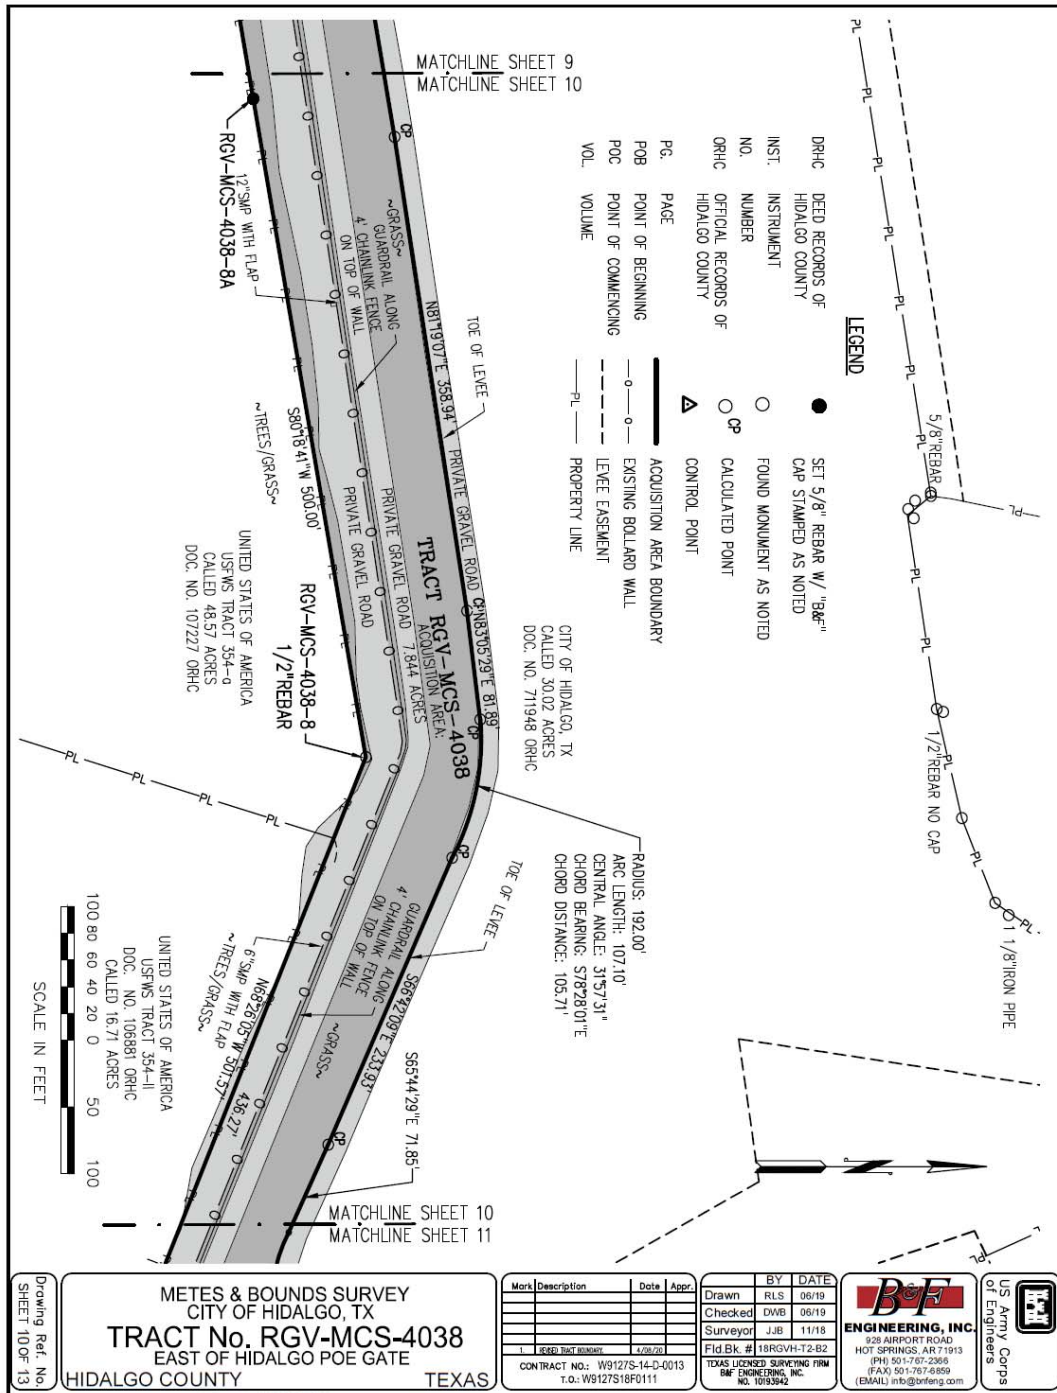 MATCHLINE SHEET 9
MATCHLINE SHEET 10
PL
CP
RGV-MCS-4038-8A
12"SMP WITH FLAP
~GRASS~
GUARDRAIL ALONG
4' CHAINLINK FENCE
ON TOP OF WALL
N81°19'07"E 358.94'
TOE OF LEVEE
PRIVATE GRAVEL ROAD
S80°18'41"W 500.00'
~TREES/GRASS~
PRIVATE GRAVEL ROAD
PRIVATE GRAVEL ROAD
TRACT RGV-MCS-4038
ACQUISITION AREA:
7.844 ACRES
UNITED STATES OF AMERICA
USFWS TRACT 354-a
CALLED 48.57 ACRES
DOC. NO. 107227 ORHC
RGV-MCS-4038-8
1/2"REBAR
CP
N83°05'29"E 81.89'
CP
CITY OF HIDALGO, TX
CALLED 30.02 ACRES
DOC. NO. 711948 ORHC
LEGEND
DRHC DEED RECORDS OF
HIDALGO COUNTY
INST. INSTRUMENT
NO. NUMBER
ORHC OFFICIAL RECORDS OF
HIDALGO COUNTY
PG. PAGE
POB POINT OF BEGINNING
POC POINT OF COMMENCING
VOL. VOLUME
SET 5/8" REBAR W/ "B&F"
CAP STAMPED AS NOTED
FOUND MONUMENT AS NOTED
CP CALCULATED POINT
CONTROL POINT
ACQUISITION AREA BOUNDARY
EXISTING BOLLARD WALL
LEVEE EASEMENT
PL PROPERTY LINE
5/8"REBAR
1/2"REBAR NO CAP
1 1/8"IRON PIPE
RADIUS: 192.00'
ARC LENGTH: 107.10'
CENTRAL ANGLE: 31°57'31"
CHORD BEARING: S78°28'01"E
CHORD DISTANCE: 105.71'
CP
TOE OF LEVEE
GUARDRAIL ALONG
4' CHAINLINK FENCE
ON TOP OF WALL
S66°42'09"E 233.93'
~GRASS~
S65°44'29"E 71.85'
N68°26'05"W 501.57'
436.27'
6"SMP WITH FLAP
~TREES/GRASS~
CP
UNITED STATES OF AMERICA
USFWS TRACT 354-II
DOC. NO. 106881 ORHC
CALLED 16.71 ACRES
100 80 60 40 20 0 50 100
SCALE IN FEET
MATCHLINE SHEET 10
MATCHLINE SHEET 11
Drawing Ref. No.
SHEET 10 OF 13
METES & BOUNDS SURVEY
CITY OF HIDALGO, TX
TRACT No. RGV-MCS-4038
EAST OF HIDALGO POE GATE
HIDALGO COUNTY TEXAS
Mark Description Date Appr.
1. REVISED TRACT BOUNDARY. 4/08/20
CONTRACT NO.: W9127S-14-D-0013
T.O.: W9127S18F0111
BY DATE
Drawn RLS 06/19
Checked DWB 06/19
Surveyor JJB 11/18
Fld.Bk. # 18RGVH-T2-B2
TEXAS LICENSED SURVEYING FIRM
B&F ENGINEERING, INC.
NO. 10193942
B&F
ENGINEERING, INC.
928 AIRPORT ROAD
HOT SPRINGS, AR 71913
(PH) 501-767-2366
(FAX) 501-767-6859
(EMAIL) info@bnfeng.com
US Army Corps
of Engineers